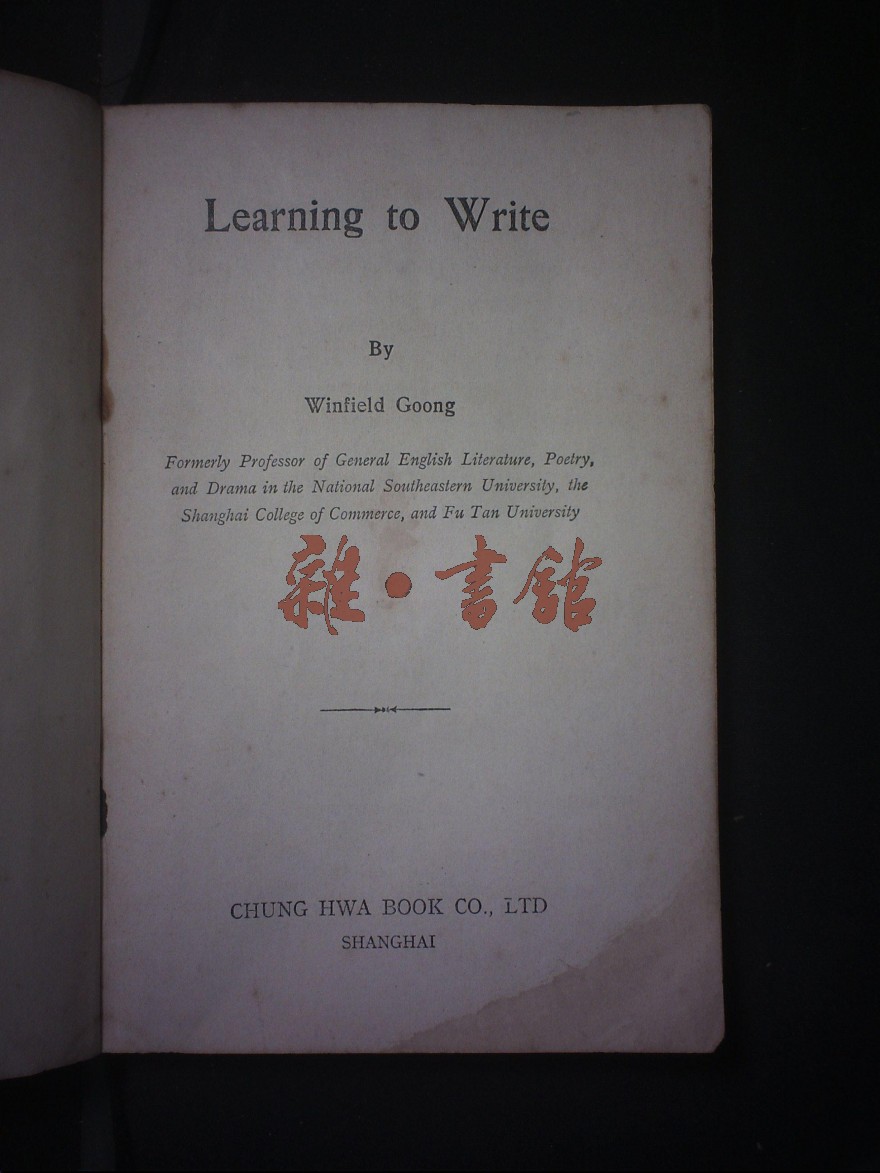 Learning to Write
By
Winfield Goong
Formerly Professor of General English Literature, Poetry,
and Drama in the National Southeastern University, the
Shanghai College of Commerce, and Fu Tan University
雜·書館
CHUNG HWA BOOK CO., LTD
SHANGHAI